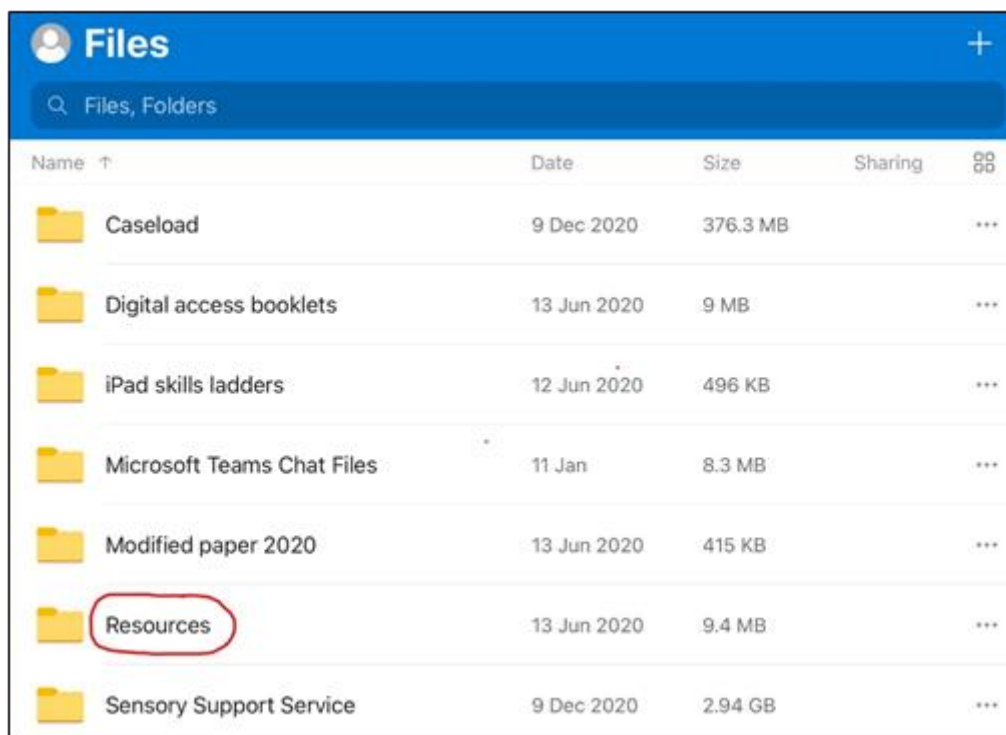 Files
Files, Folders
Name ↑ Date Size Sharing
Caseload 9 Dec 2020 376.3 MB
Digital access booklets 13 Jun 2020 9 MB
iPad skills ladders 12 Jun 2020 496 KB
Microsoft Teams Chat Files 11 Jan 8.3 MB
Modified paper 2020 13 Jun 2020 415 KB
Resources 13 Jun 2020 9.4 MB
Sensory Support Service 9 Dec 2020 2.94 GB